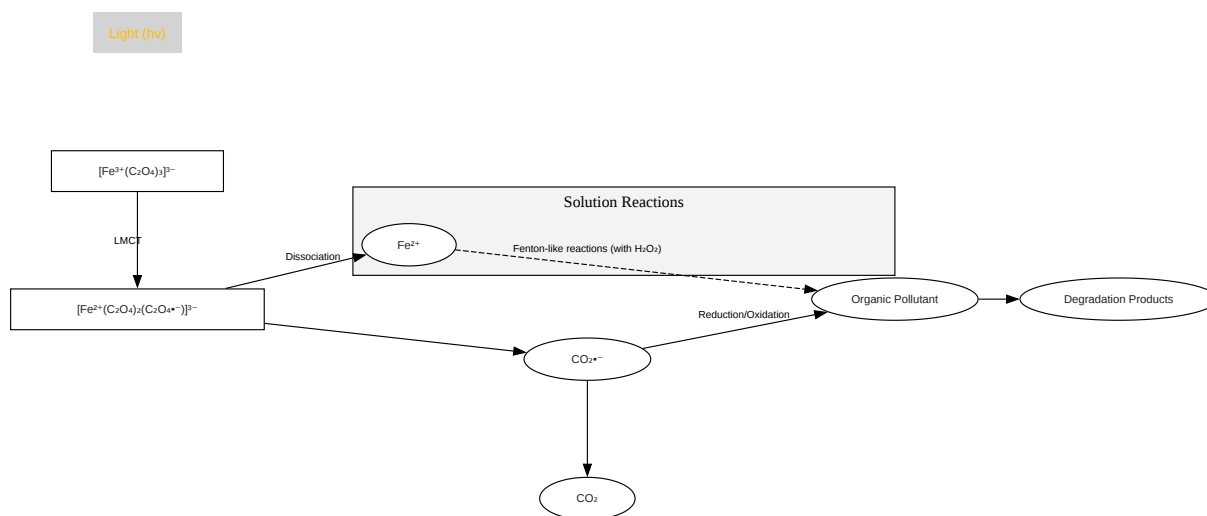 Light (hν)
[Fe³⁺(C₂O₄)₃]³⁻
LMCT
[Fe²⁺(C₂O₄)₂(C₂O₄•⁻)]³⁻
Dissociation
Solution Reactions
Fe²⁺
Fenton-like reactions (with H₂O₂)
Organic Pollutant
Degradation Products
Reduction/Oxidation
CO₂•⁻
CO₂